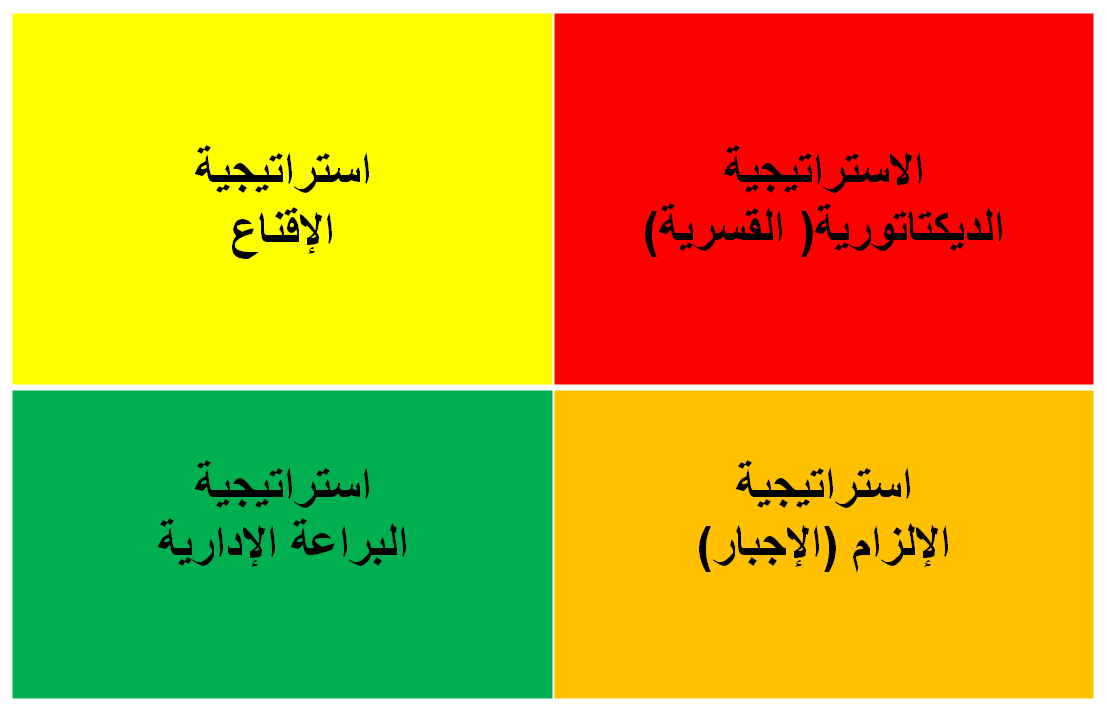 الاستراتيجية
الديكتاتورية( القسرية)
استراتيجية
الإقناع
استراتيجية
الإلزام (الإجبار)
استراتيجية
البراعة الإدارية